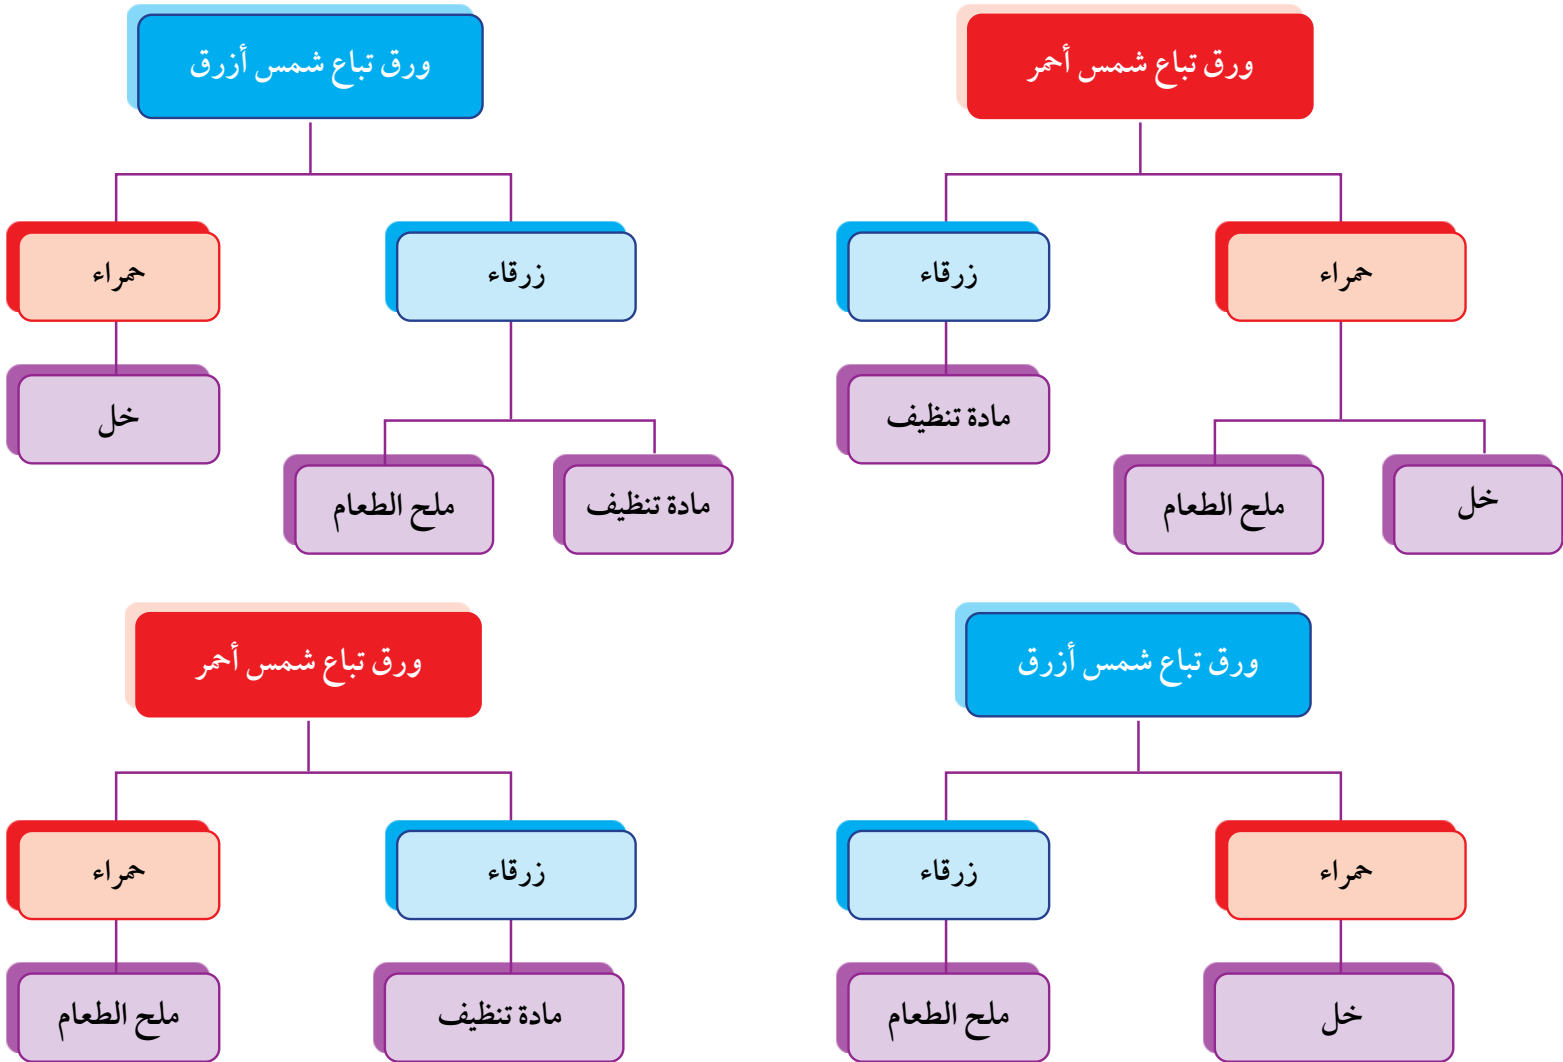 ورق تباع شمس أحمر
حمراء
زرقاء
خل
ملح الطعام
مادة تنظيف
ورق تباع شمس أزرق
زرقاء
حمراء
مادة تنظيف
ملح الطعام
خل
ورق تباع شمس أزرق
حمراء
زرقاء
خل
ملح الطعام
ورق تباع شمس أحمر
زرقاء
حمراء
مادة تنظيف
ملح الطعام